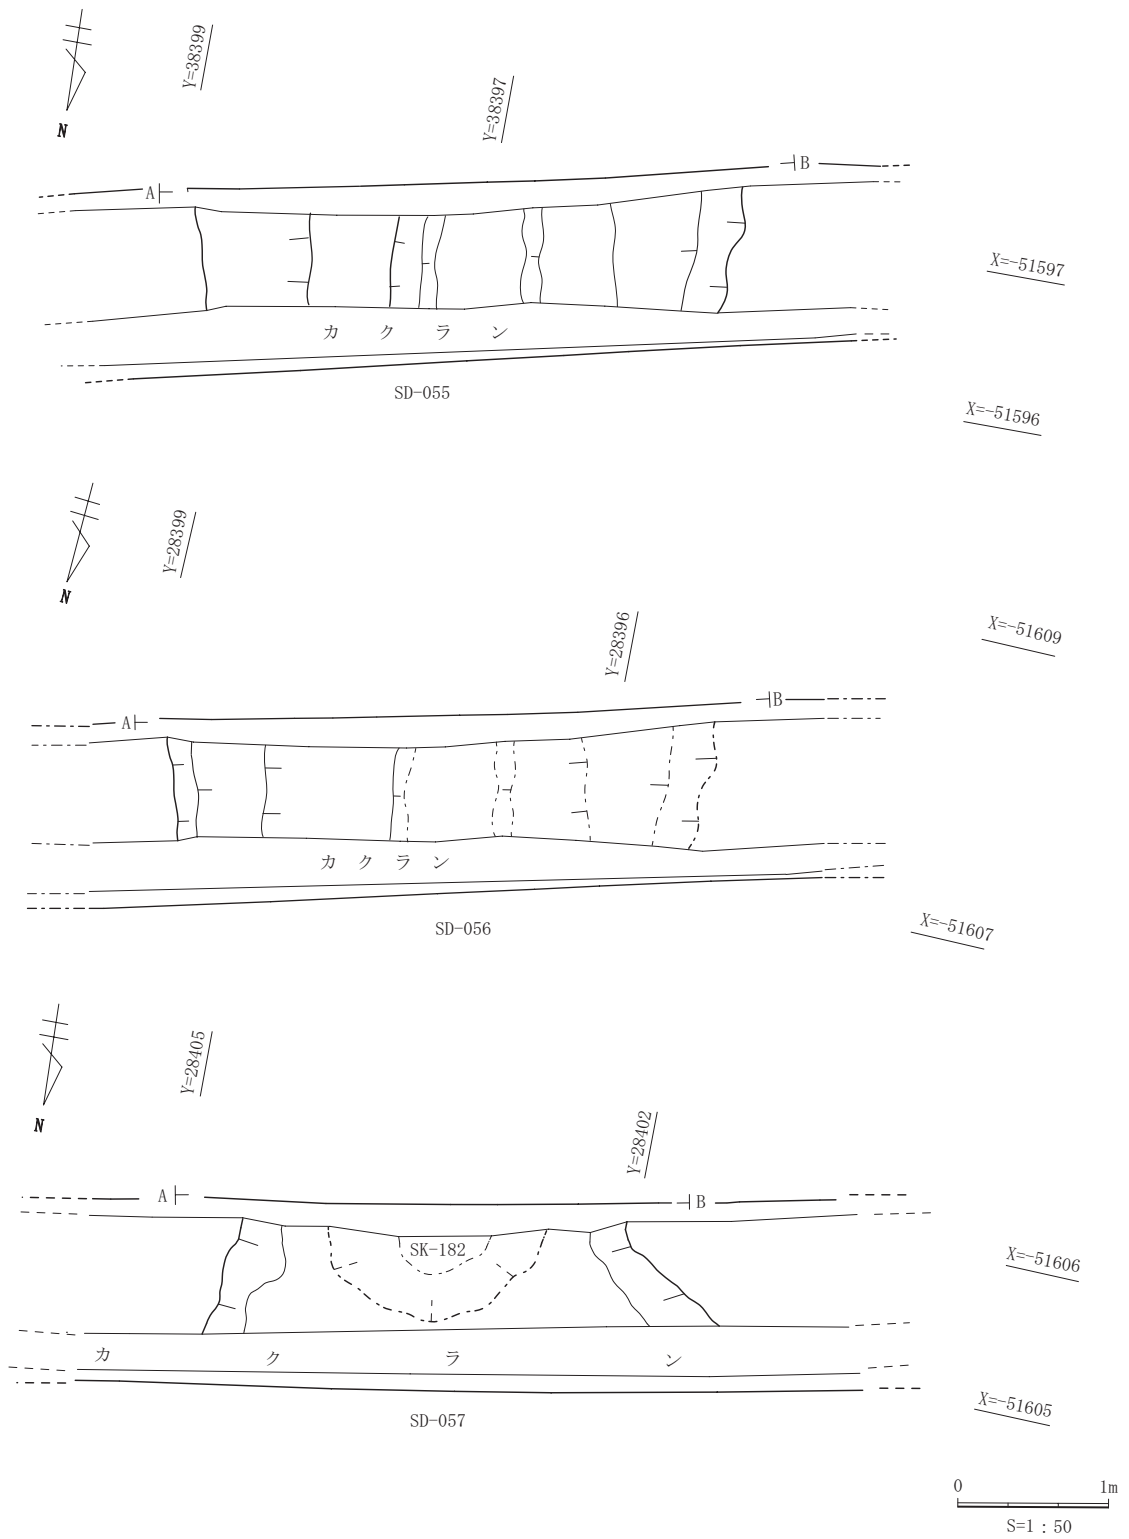 Y=38399
Y=38397
N
A
B
X=-51597
カクラン
SD-055
X=-51596
Y=28399
N
Y=28396
X=-51609
A
B
カクラン
SD-056
X=-51607
Y=28405
N
Y=28402
A
B
SK-182
X=-51606
カクラン
X=-51605
SD-057
0 1m
S=1：50